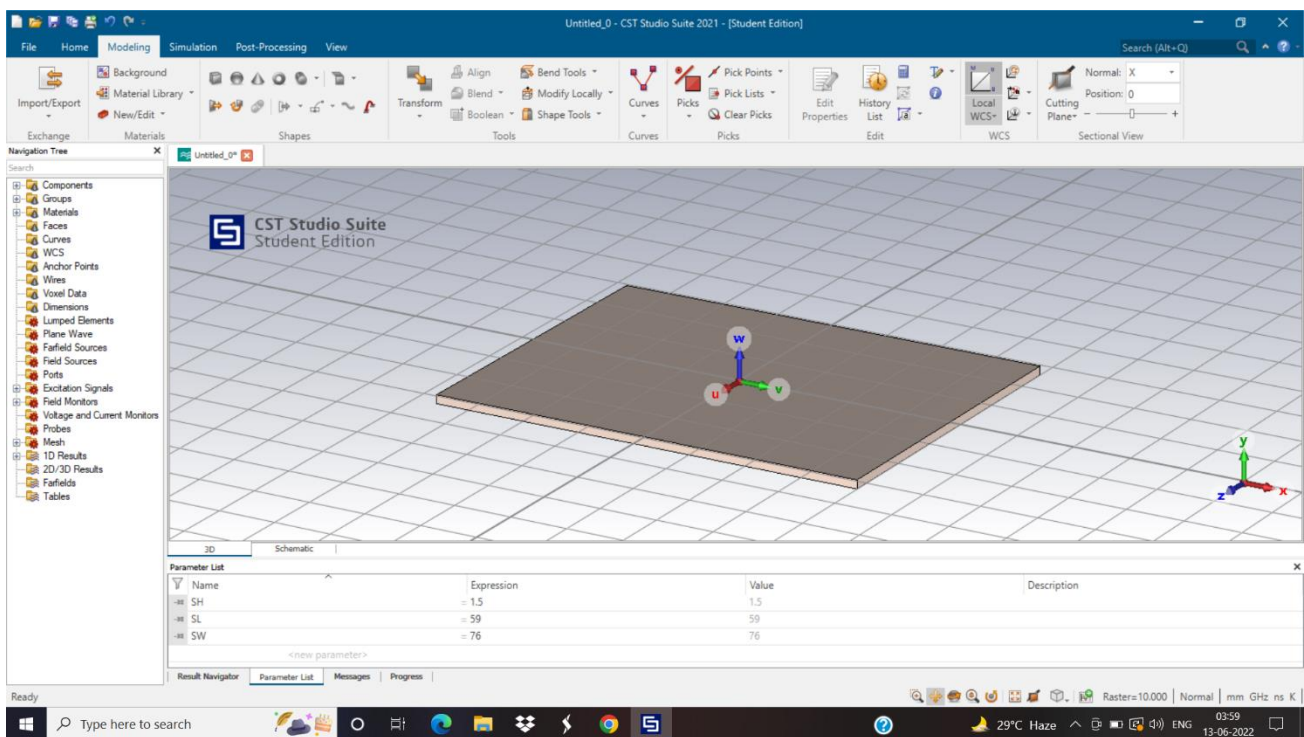 Untitled_0 - CST Studio Suite 2021 - [Student Edition]
File Home Modeling Simulation Post-Processing View Search (Alt+Q)
Import/Export
Background
Material Library
New/Edit
Transform
Align
Blend
Boolean
Bend Tools
Modify Locally
Shape Tools
Curves
Picks
Pick Points
Pick Lists
Clear Picks
Edit Properties
History List
Local WCS
Cutting Plane
Normal: X
Position: 0
Exchange Materials Shapes Tools Curves Picks Edit WCS Sectional View
Navigation Tree
Untitled_0*
Search
Components
Groups
Materials
Faces
Curves
WCS
Anchor Points
Wires
Voxel Data
Dimensions
Lumped Elements
Plane Wave
Farfield Sources
Field Sources
Ports
Excitation Signals
Field Monitors
Voltage and Current Monitors
Probes
Mesh
1D Results
2D/3D Results
Farfields
Tables
CST Studio Suite
Student Edition
w
u v
y
z x
3D Schematic
Parameter List
Name Expression Value Description
SH = 1.5 1.5
SL = 59 59
SW = 76 76
<new parameter>
Result Navigator Parameter List Messages Progress
Ready Raster=10.000 Normal mm GHz ns K
Type here to search 29°C Haze ENG 03:59
13-06-2022